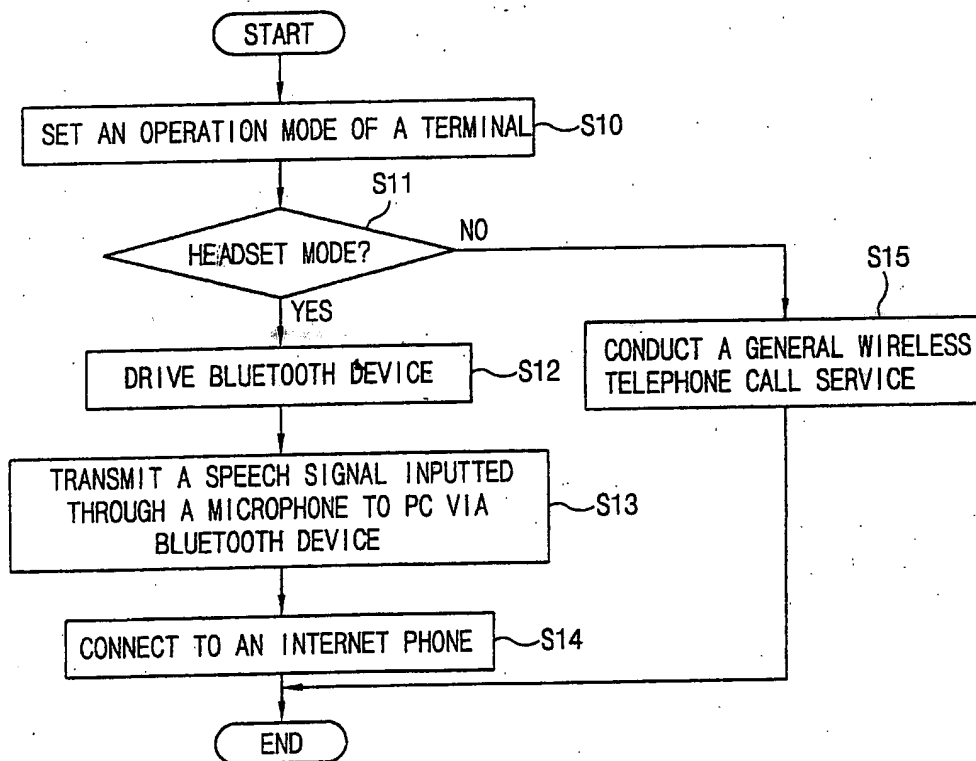 START
SET AN OPERATION MODE OF A TERMINAL
S10
S11
HEADSET MODE?
NO
YES
S15
CONDUCT A GENERAL WIRELESS
TELEPHONE CALL SERVICE
DRIVE BLUETOOTH DEVICE
S12
TRANSMIT A SPEECH SIGNAL INPUTTED
THROUGH A MICROPHONE TO PC VIA
BLUETOOTH DEVICE
S13
CONNECT TO AN INTERNET PHONE
S14
END